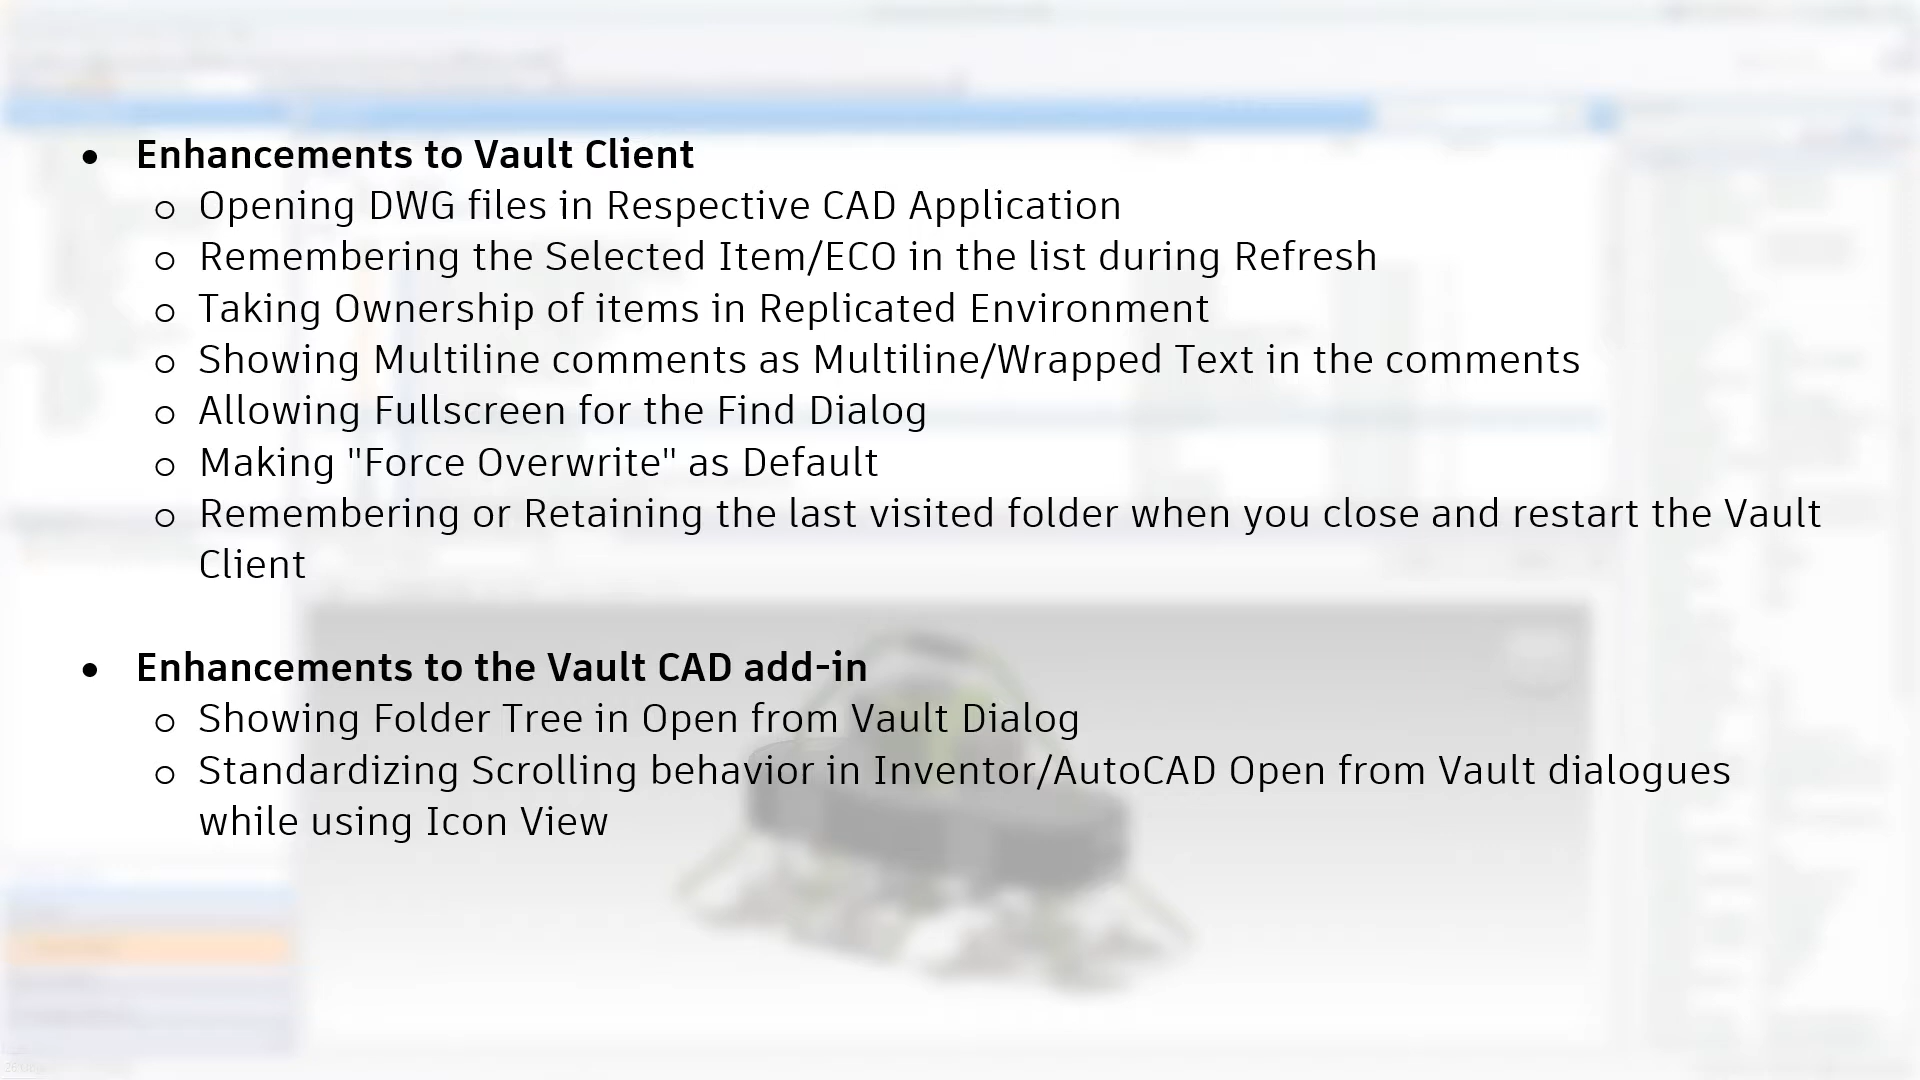 • Enhancements to Vault Client
o Opening DWG files in Respective CAD Application
o Remembering the Selected Item/ECO in the list during Refresh
o Taking Ownership of items in Replicated Environment
o Showing Multiline comments as Multiline/Wrapped Text in the comments
o Allowing Fullscreen for the Find Dialog
o Making "Force Overwrite" as Default
o Remembering or Retaining the last visited folder when you close and restart the Vault
Client
• Enhancements to the Vault CAD add-in
o Showing Folder Tree in Open from Vault Dialog
o Standardizing Scrolling behavior in Inventor/AutoCAD Open from Vault dialogues
while using Icon View